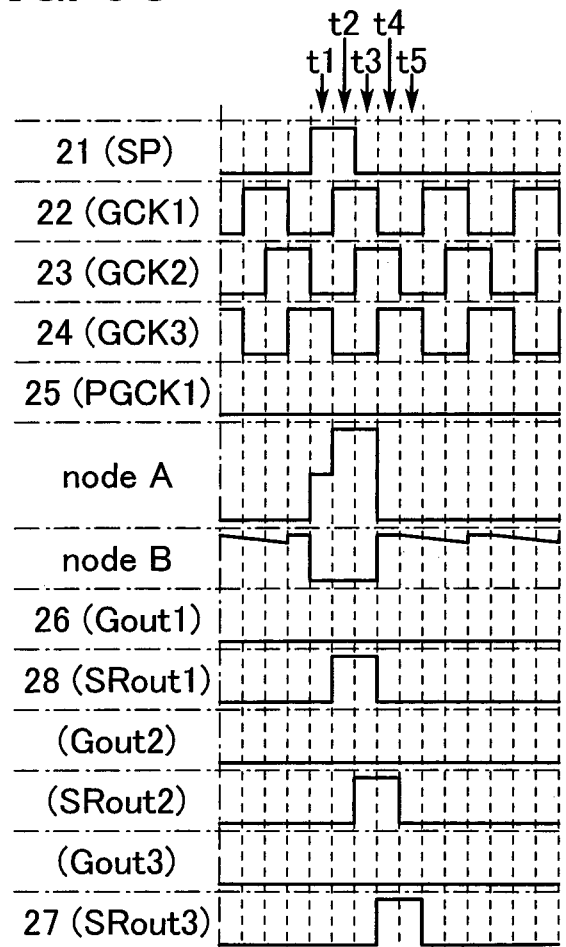 t2 t4
t1 t3 t5
21 (SP)
22 (GCK1)
23 (GCK2)
24 (GCK3)
25 (PGCK1)
node A
node B
26 (Gout1)
28 (SRout1)
(Gout2)
(SRout2)
(Gout3)
27 (SRout3)